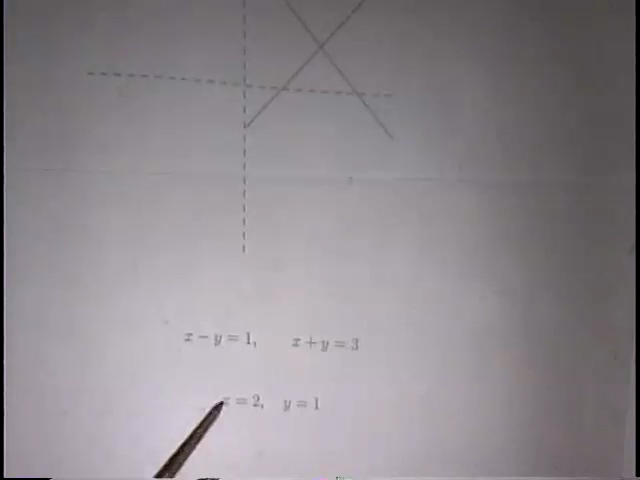 x − y = 1, x + y = 3
x = 2, y = 1